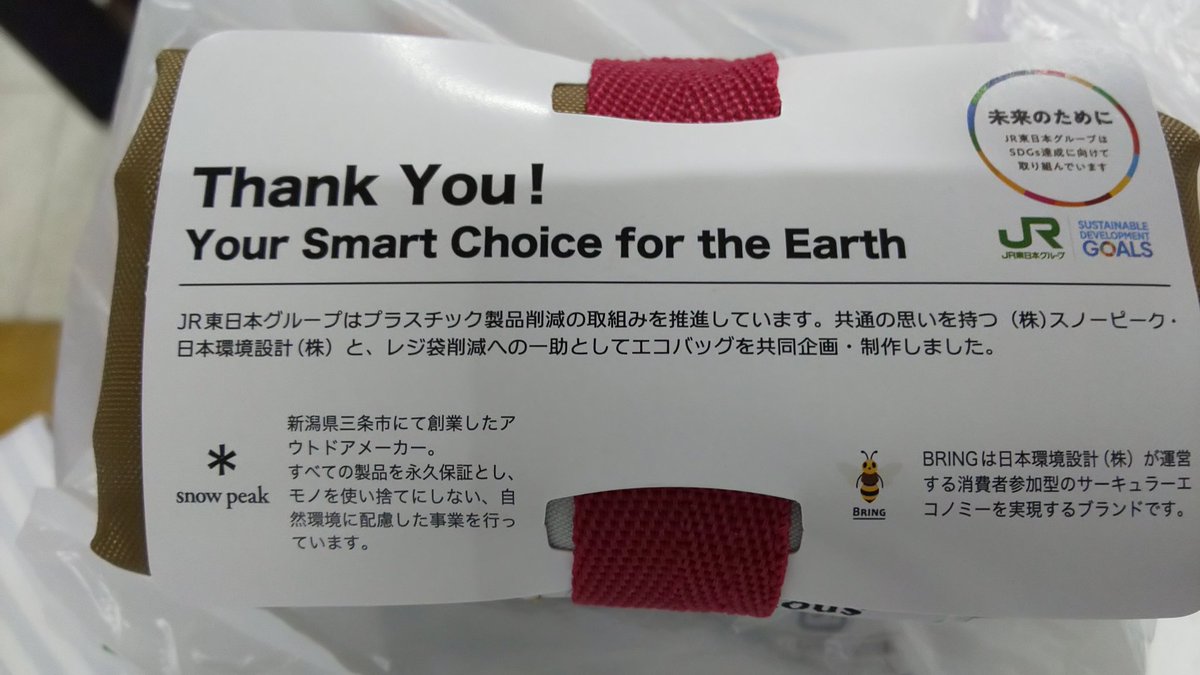 未来のために
JR東日本グループは
SDGs達成に向けて
取り組んでいます
Thank You!
Your Smart Choice for the Earth
JR
JR東日本グループ
SUSTAINABLE
DEVELOPMENT
GOALS
JR東日本グループはプラスチック製品削減の取組みを推進しています。共通の思いを持つ（株）スノーピーク・
日本環境設計（株）と、レジ袋削減への一助としてエコバッグを共同企画・制作しました。
snow peak
新潟県三条市にて創業したア
ウトドアメーカー。
すべての製品を永久保証とし、
モノを使い捨てにしない、自
然環境に配慮した事業を行っ
ています。
BRING
BRINGは日本環境設計（株）が運営
する消費者参加型のサーキュラーエ
コノミーを実現するブランドです。